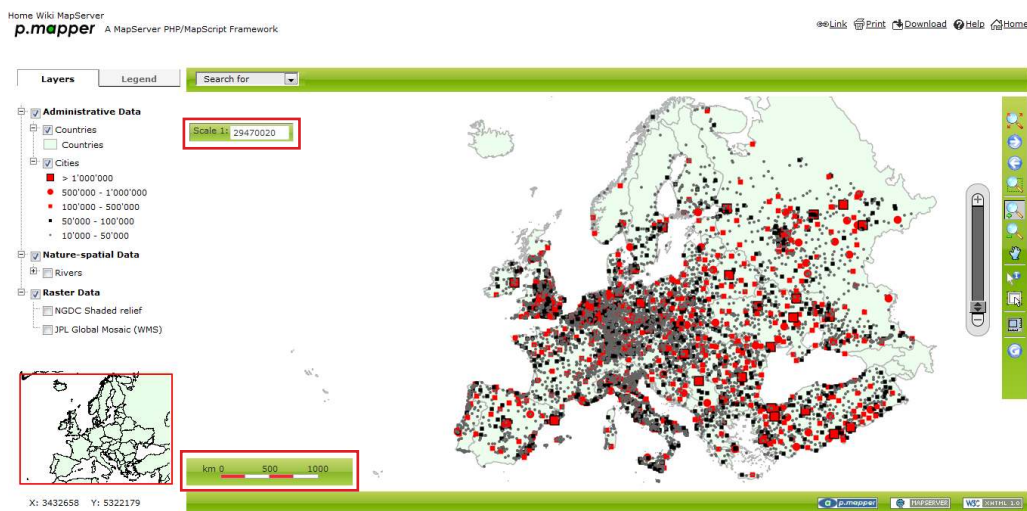 Home Wiki MapServer
p.mapper A MapServer PHP/MapScript Framework
Link Print Download Help Home
Layers Legend Search for
Administrative Data
Countries
Countries
Cities
> 1'000'000
500'000 - 1'000'000
100'000 - 500'000
50'000 - 100'000
10'000 - 50'000
Nature-spatial Data
Rivers
Raster Data
NGDC Shaded relief
JPL Global Mosaic (WMS)
Scale 1: 29470020
km 0 500 1000
X: 3432658 Y: 5322179
p.mapper MAPSERVER W3C XHTML 1.0